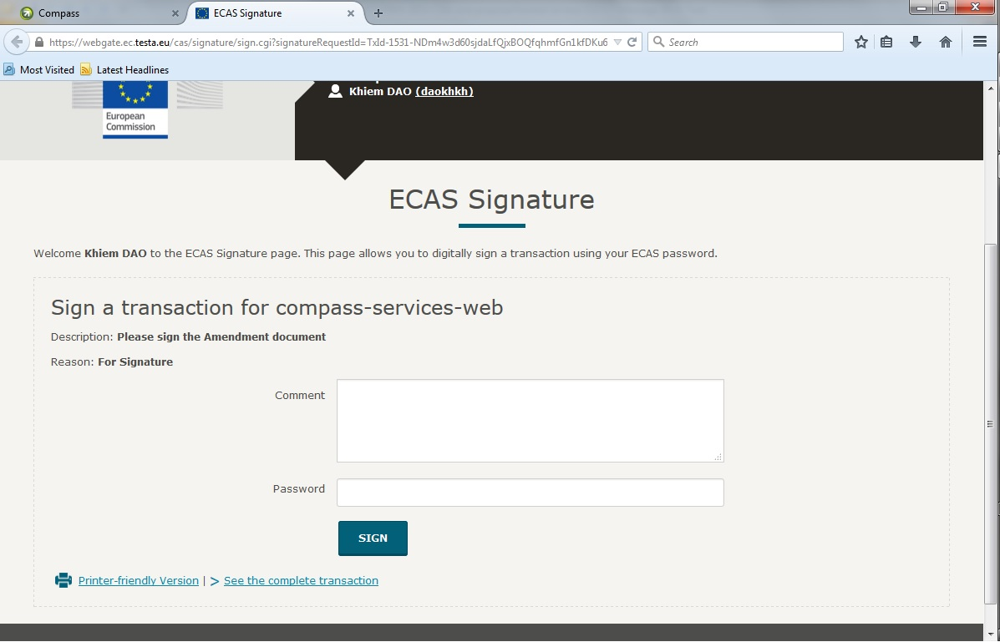 Compass
ECAS Signature
https://webgate.ec.testa.eu/cas/signature/sign.cgi?signatureRequestId=TxId-1531-NDm4w3d60sjdaLfQjxBOQfqhmfGn1kfDKu6
Search
Most Visited
Latest Headlines
European
Commission
Khiem DAO (daokhkh)
ECAS Signature
Welcome Khiem DAO to the ECAS Signature page. This page allows you to digitally sign a transaction using your ECAS password.
Sign a transaction for compass-services-web
Description: Please sign the Amendment document
Reason: For Signature
Comment
Password
SIGN
Printer-friendly Version | > See the complete transaction